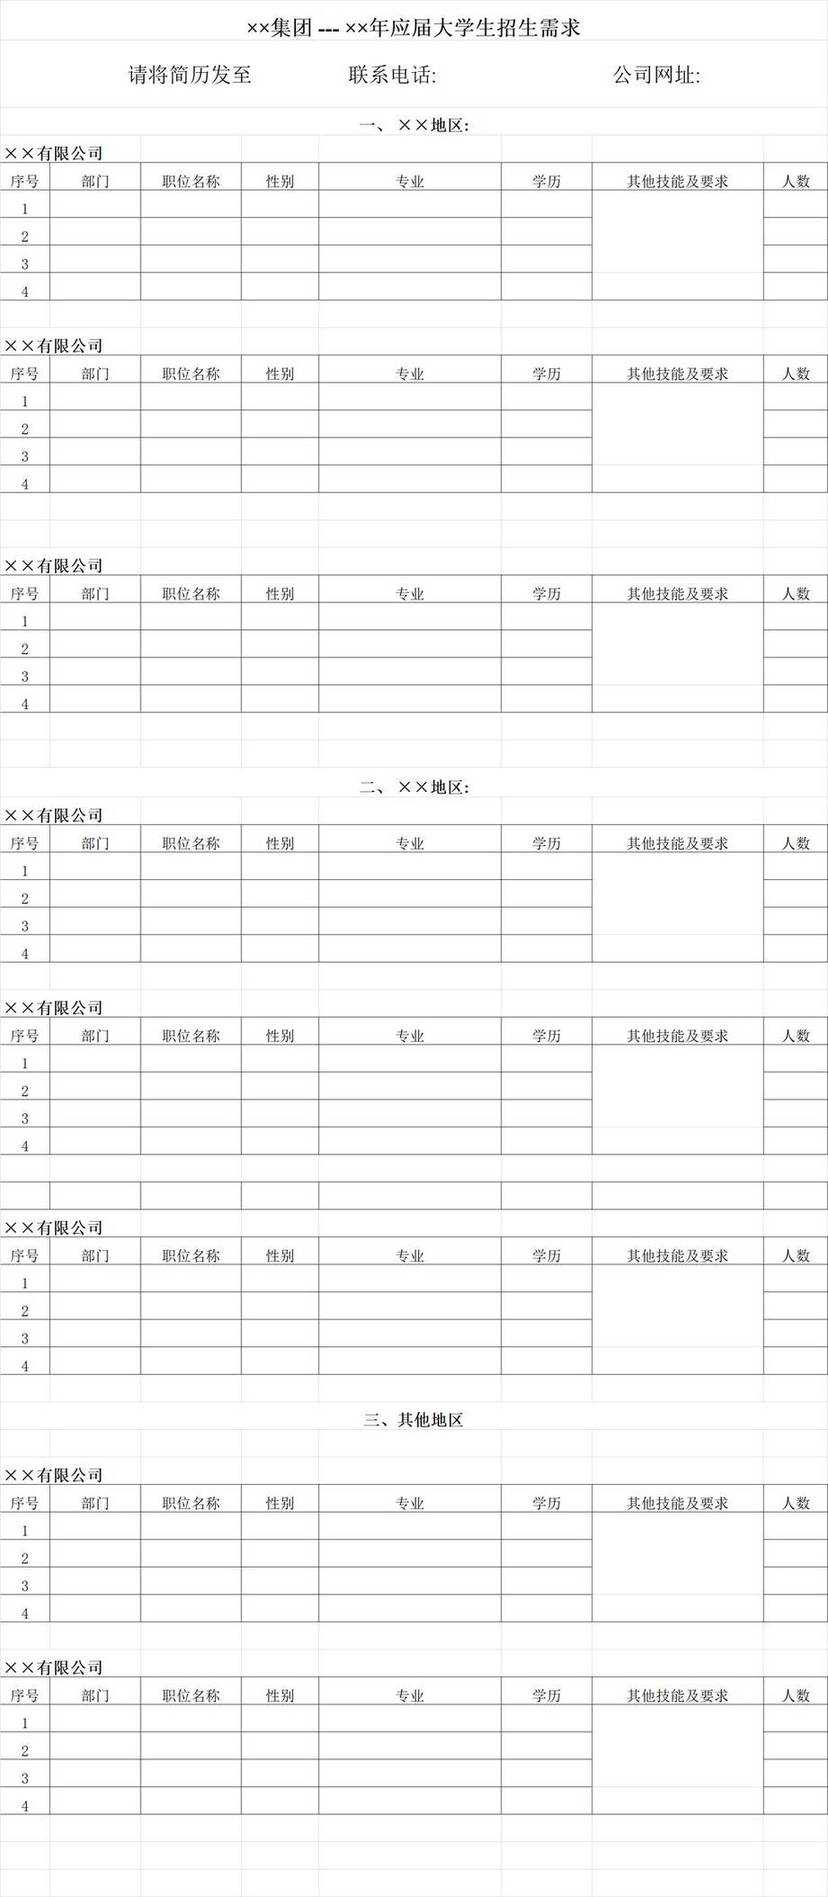 ××集团 --- ××年应届大学生招生需求
请将简历发至 联系电话: 公司网址:
一、 ××地区:
××有限公司
序号 部门 职位名称 性别 专业 学历 其他技能及要求 人数
1
2
3
4
××有限公司
序号 部门 职位名称 性别 专业 学历 其他技能及要求 人数
1
2
3
4
××有限公司
序号 部门 职位名称 性别 专业 学历 其他技能及要求 人数
1
2
3
4
二、 ××地区:
××有限公司
序号 部门 职位名称 性别 专业 学历 其他技能及要求 人数
1
2
3
4
××有限公司
序号 部门 职位名称 性别 专业 学历 其他技能及要求 人数
1
2
3
4
××有限公司
序号 部门 职位名称 性别 专业 学历 其他技能及要求 人数
1
2
3
4
三、其他地区
××有限公司
序号 部门 职位名称 性别 专业 学历 其他技能及要求 人数
1
2
3
4
××有限公司
序号 部门 职位名称 性别 专业 学历 其他技能及要求 人数
1
2
3
4